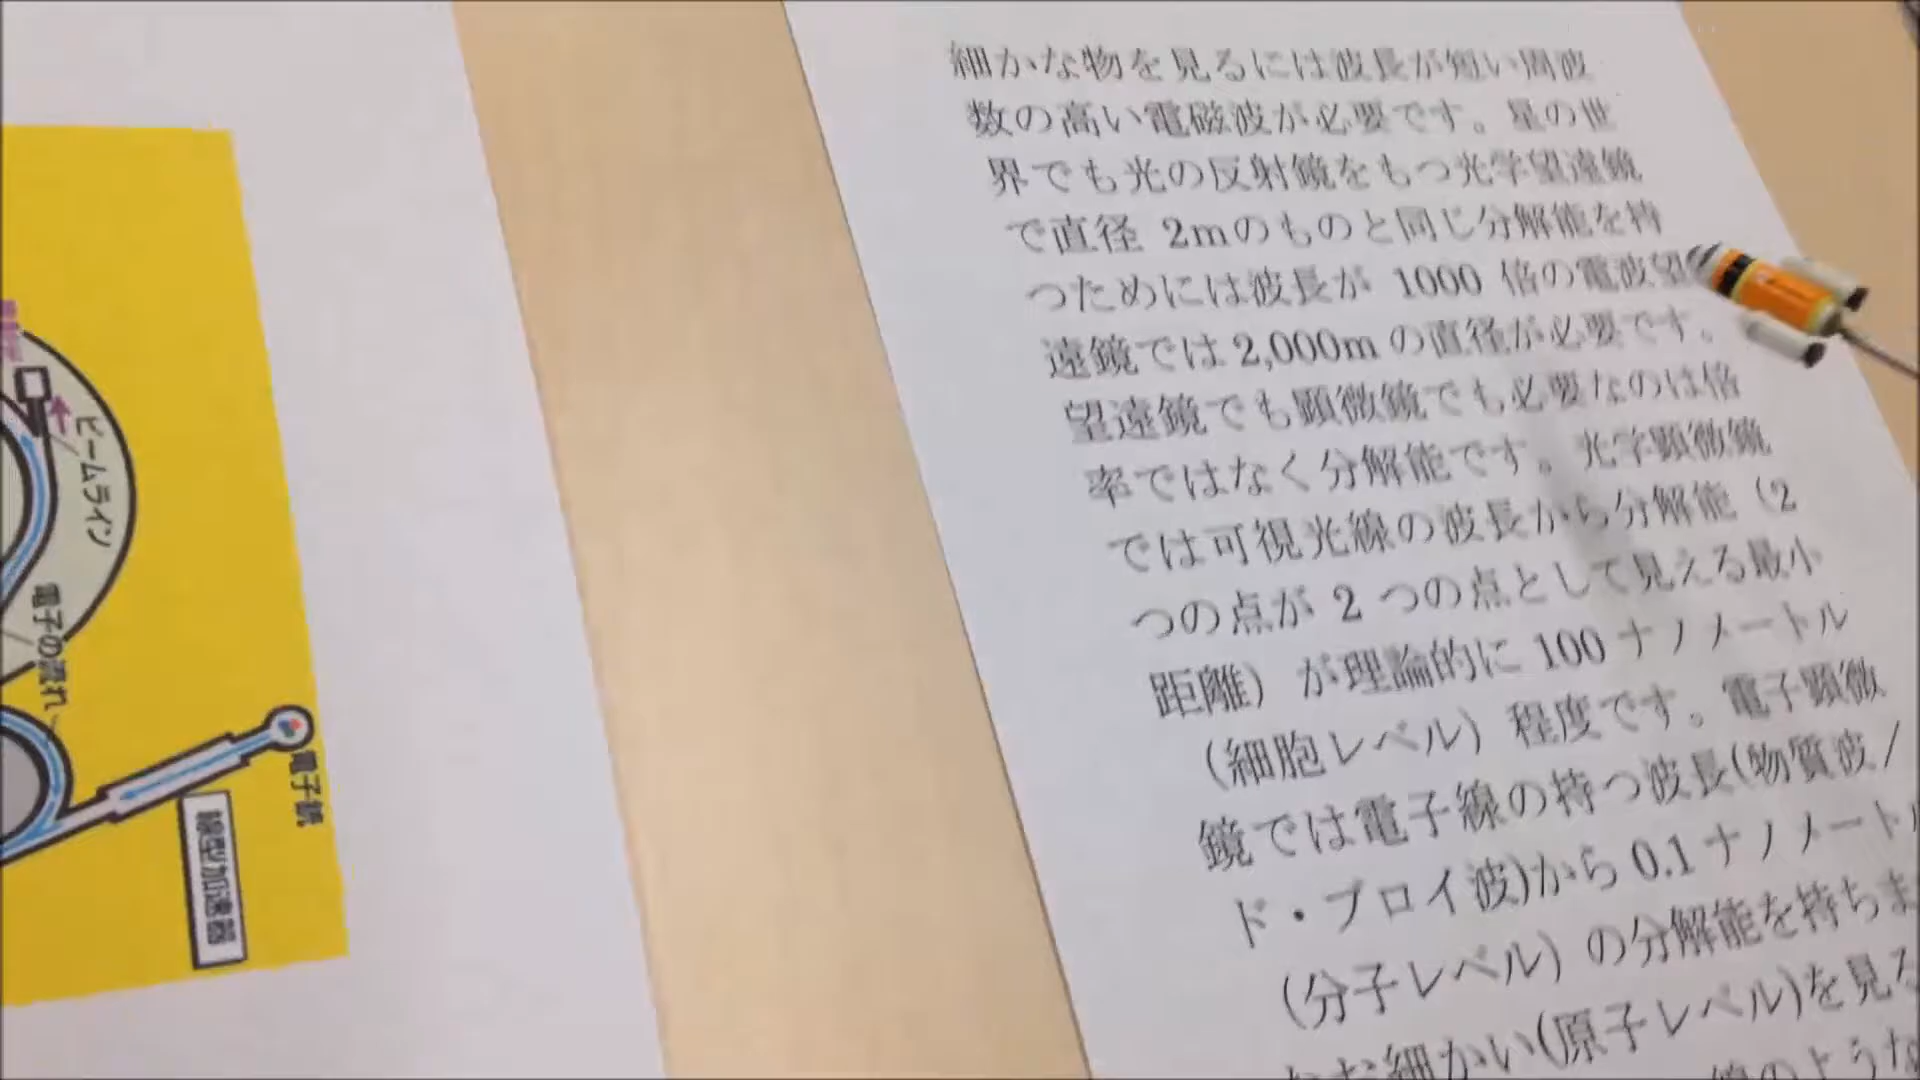 細かな物を見るには波長が短い周波
数の高い電磁波が必要です。星の世
界でも光の反射鏡をもつ光学望遠鏡
で直径 2mのものと同じ分解能を持
つためには波長が 1000 倍の電波望
遠鏡では 2,000m の直径が必要です。
望遠鏡でも顕微鏡でも必要なのは倍
率ではなく分解能です。光学顕微鏡
では可視光線の波長から分解能（2
つの点が 2 つの点として見える最小
距離）が理論的に 100 ナノメートル
（細胞レベル）程度です。電子顕微
鏡では電子線の持つ波長(物質波/
ド・ブロイ波)から 0.1 ナノメートル
（分子レベル）の分解能を持ちま
細かい(原子レベル)を見る
線のような
ビームライン
電子の流れ
電子銃
線型加速器